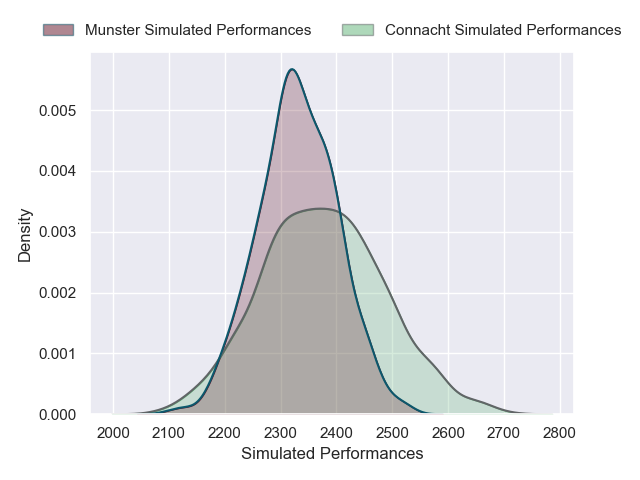 Munster Simulated Performances
Connacht Simulated Performances
0.005
0.004
0.003
0.002
0.001
0.000
Density
2000 2100 2200 2300 2400 2500 2600 2700 2800
Simulated Performances